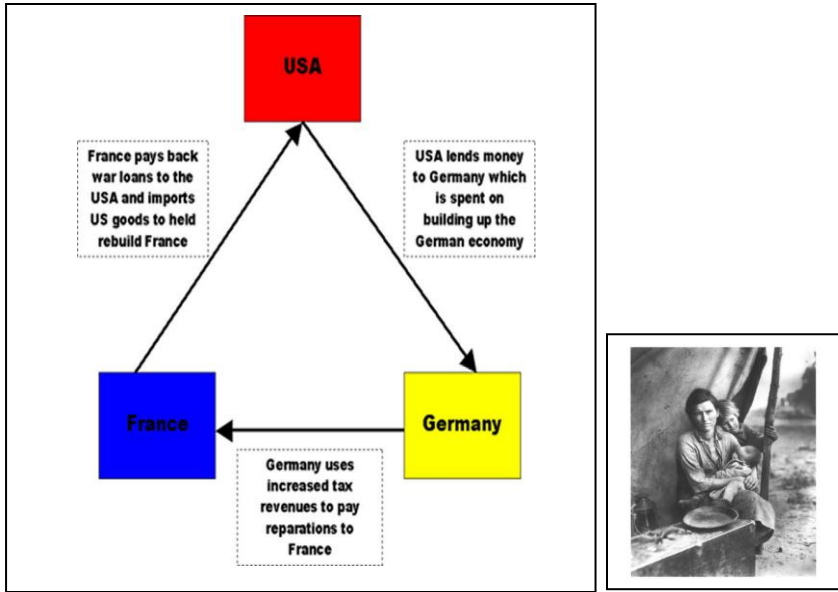 USA
France pays back
war loans to the
USA and imports
US goods to held
rebuild France
USA lends money
to Germany which
is spent on
building up the
German economy
France
Germany
Germany uses
increased tax
revenues to pay
reparations to
France